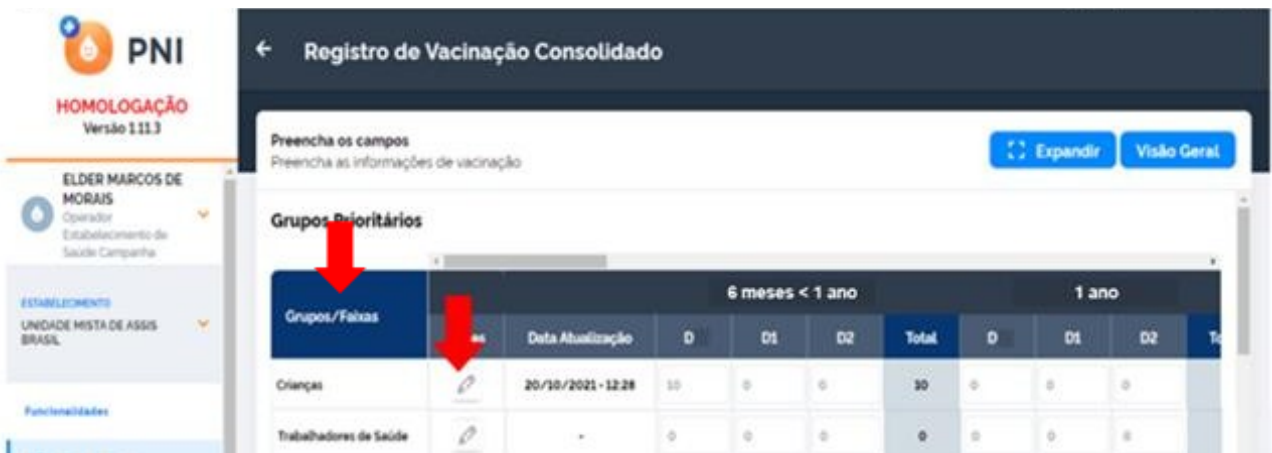 PNI
HOMOLOGAÇÃO
Versão 1.11.3
ELDER MARCOS DE
MORAIS
Operador
Estabelecimento de
Saúde Campanha
ESTABELECIMENTO
UNIDADE MISTA DE ASSIS
BRASIL
Funcionalidades
Registro de Vacinação Consolidado
Preencha os campos
Preencha as informações de vacinação
Expandir
Visão Geral
Grupos Prioritários
6 meses < 1 ano
1 ano
Grupos/Faixas
Data Atualização D D1 D2 Total D D1 D2
Crianças 20/10/2021 - 12:28 10 0 0 10 0 0 0
Trabalhadores de Saúde - 0 0 0 0 0 0